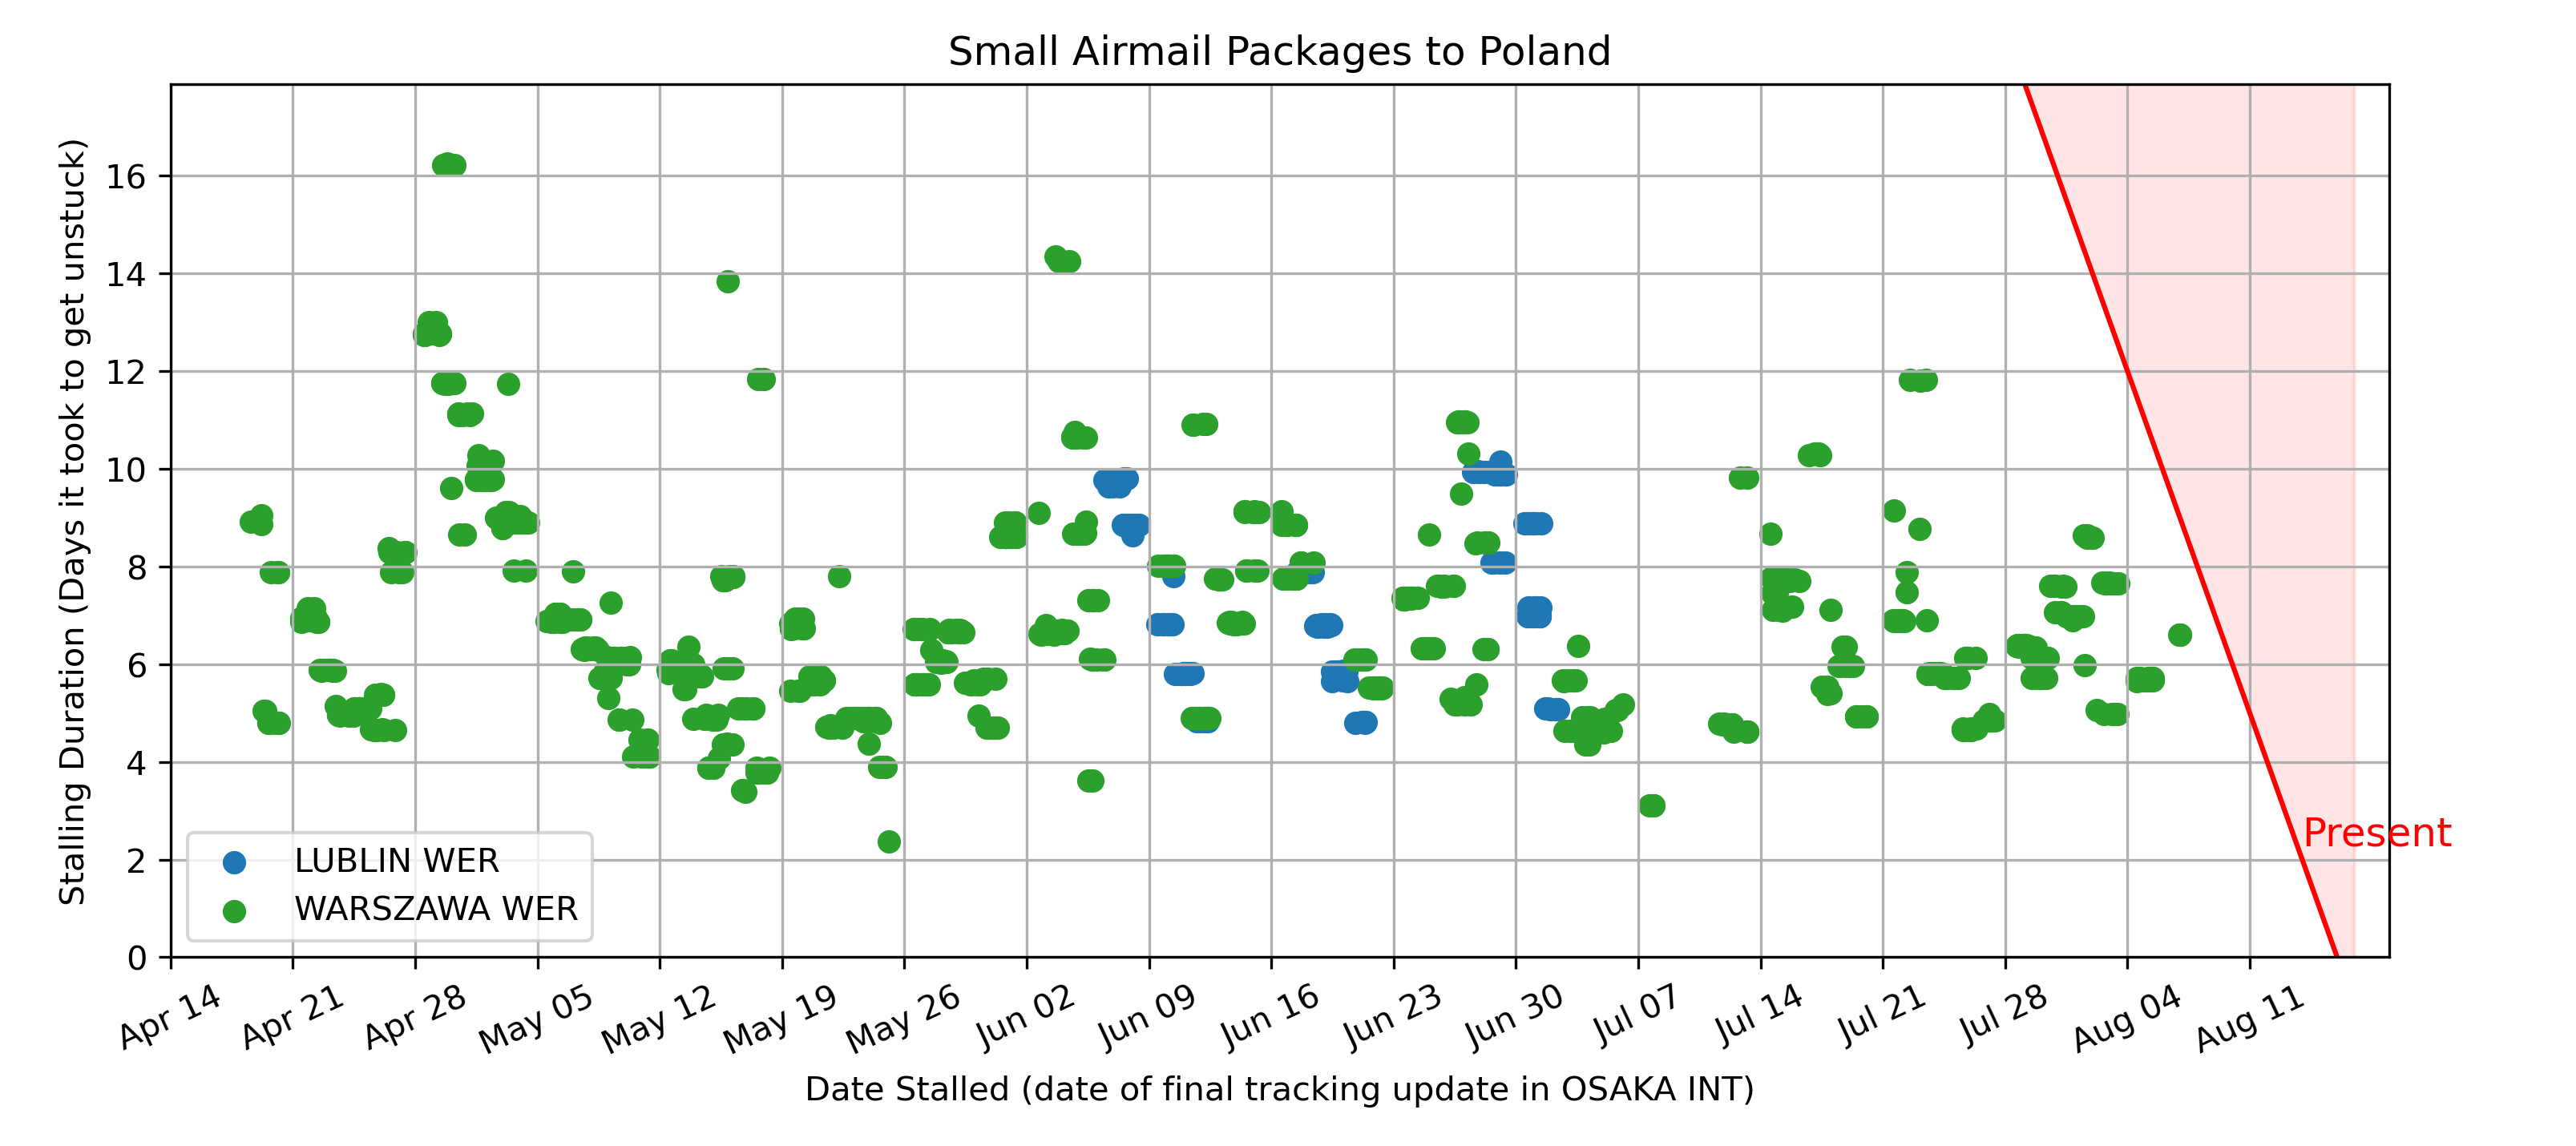 Small Airmail Packages to Poland
Stalling Duration (Days it took to get unstuck)
16
14
12
10
8
6
4
2
0
Present
LUBLIN WER
WARSZAWA WER
Apr 14
Apr 21
Apr 28
May 05
May 12
May 19
May 26
Jun 02
Jun 09
Jun 16
Jun 23
Jun 30
Jul 07
Jul 14
Jul 21
Jul 28
Aug 04
Aug 11
Date Stalled (date of final tracking update in OSAKA INT)